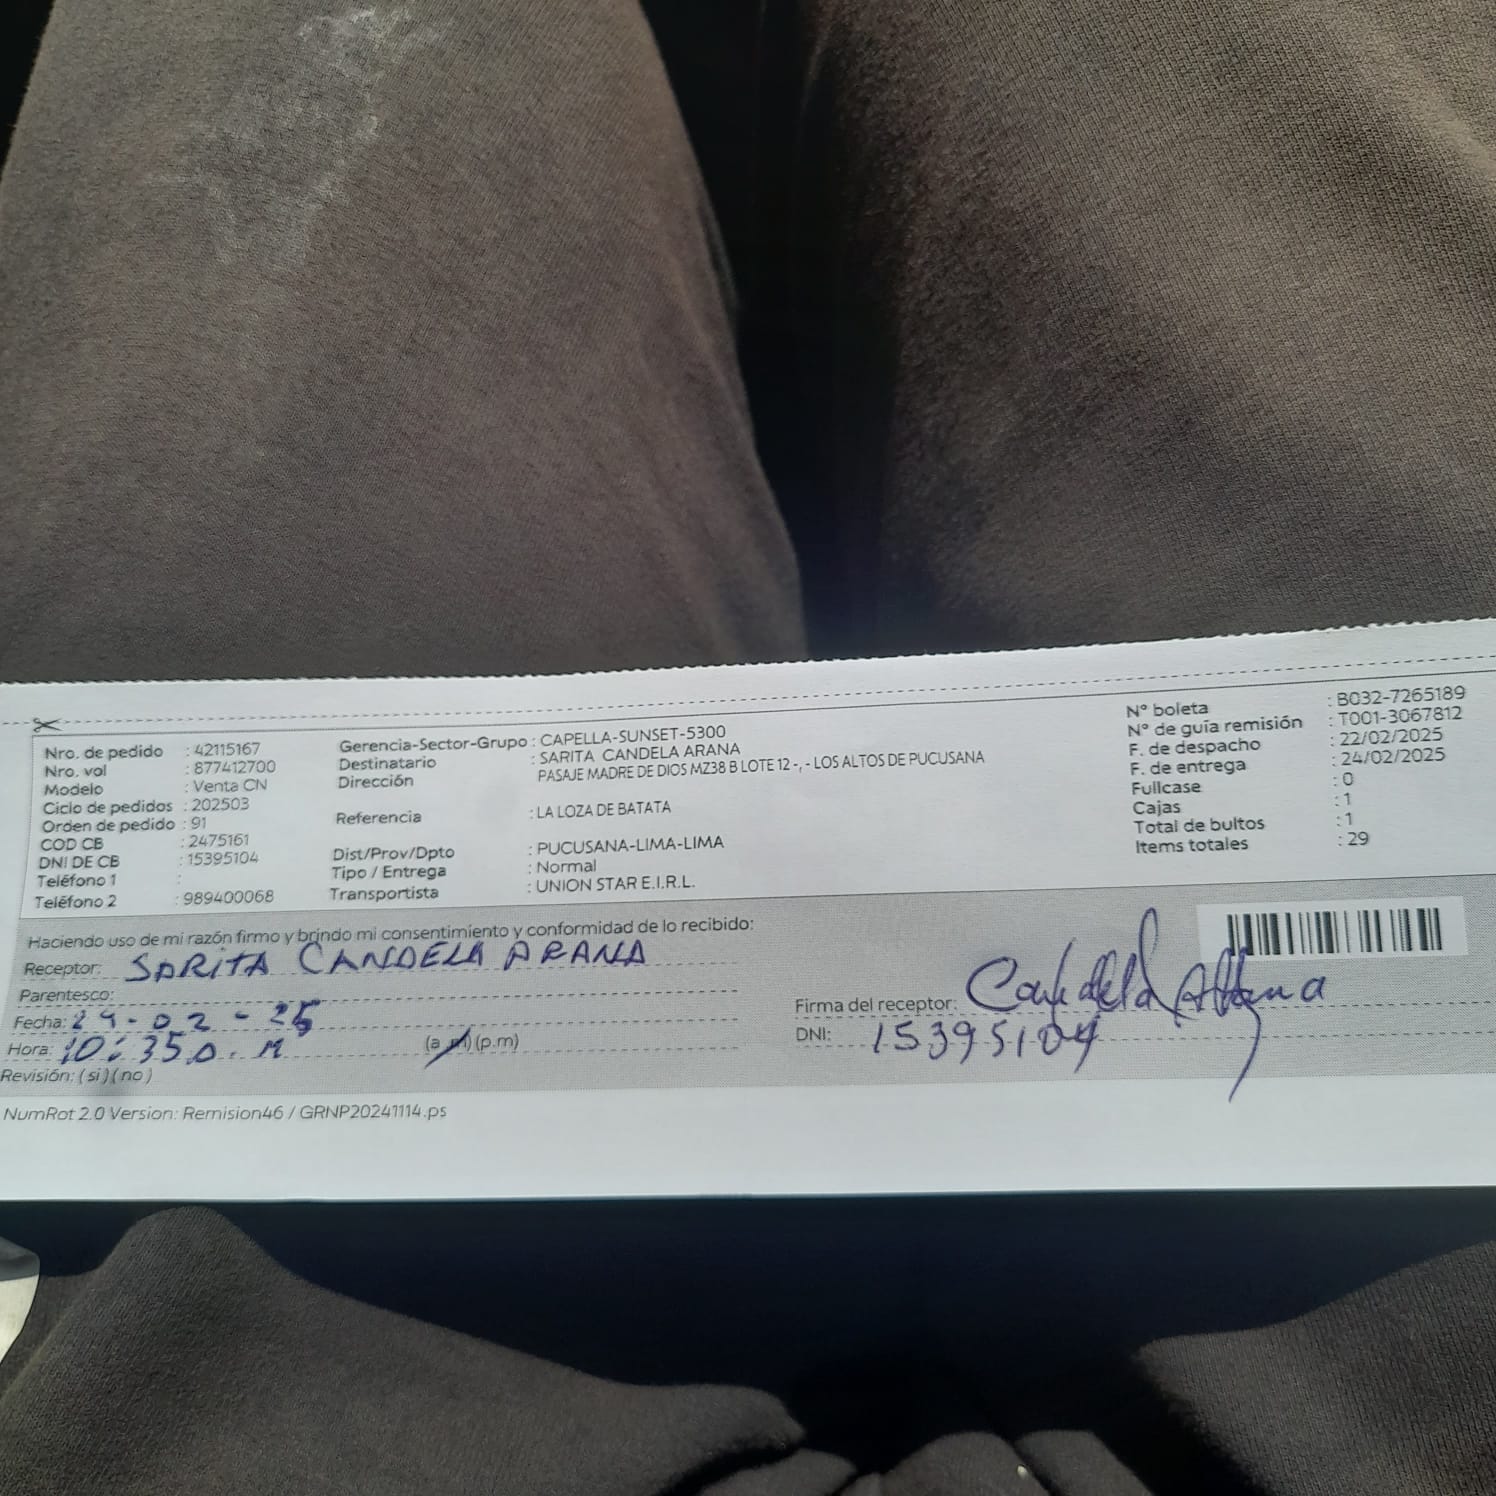 Nro. de pedido : 42115167
Nro. vol : 877412700
Modelo : Venta CN
Ciclo de pedidos : 202503
Orden de pedido : 91
COD CB : 2475161
DNI DE CB : 15395104
Teléfono 1 :
Teléfono 2 : 989400068
Gerencia-Sector-Grupo : CAPELLA-SUNSET-5300
Destinatario : SARITA CANDELA ARANA
Dirección PASAJE MADRE DE DIOS MZ38 B LOTE 12 -, - LOS ALTOS DE PUCUSANA
Referencia : LA LOZA DE BATATA
Dist/Prov/Dpto : PUCUSANA-LIMA-LIMA
Tipo / Entrega : Normal
Transportista : UNION STAR E.I.R.L.
N° boleta : B032-7265189
N° de guía remisión : T001-3067812
F. de despacho : 22/02/2025
F. de entrega : 24/02/2025
Fullcase : 0
Cajas : 1
Total de bultos : 1
Items totales : 29
Haciendo uso de mi razón firmo y brindo mi consentimiento y conformidad de lo recibido:
Receptor: SARITA CANDELA ARANA
Parentesco:
Fecha: 24-02-25
Hora: 10:35 a.m (a.m)(p.m)
Revisión: (si)(no)
Firma del receptor: Candela Arana
DNI: 15395104
NumRot 2.0 Version: Remision46 / GRNP20241114.ps